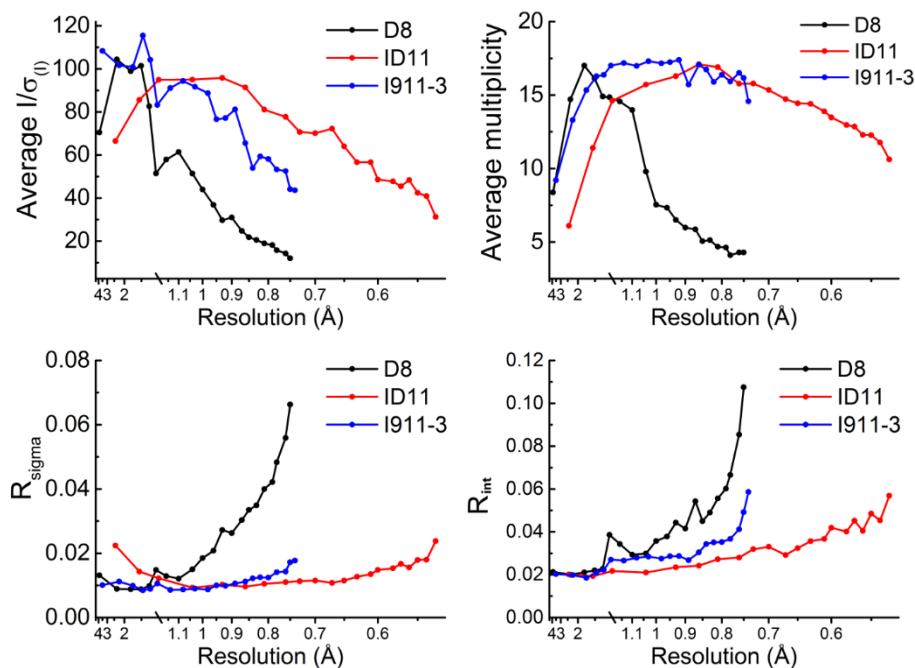 Average I/σ(I)
120
100
80
60
40
20
D8
ID11
I911-3
43 2 1.1 1 0.9 0.8 0.7 0.6
Resolution (Å)
Average multiplicity
20
15
10
5
D8
ID11
I911-3
43 2 1.1 1 0.9 0.8 0.7 0.6
Resolution (Å)
Rsigma
0.08
0.06
0.04
0.02
0.00
D8
ID11
I911-3
43 2 1.1 1 0.9 0.8 0.7 0.6
Resolution (Å)
Rint
0.12
0.10
0.08
0.06
0.04
0.02
0.00
D8
ID11
I911-3
43 2 1.1 1 0.9 0.8 0.7 0.6
Resolution (Å)